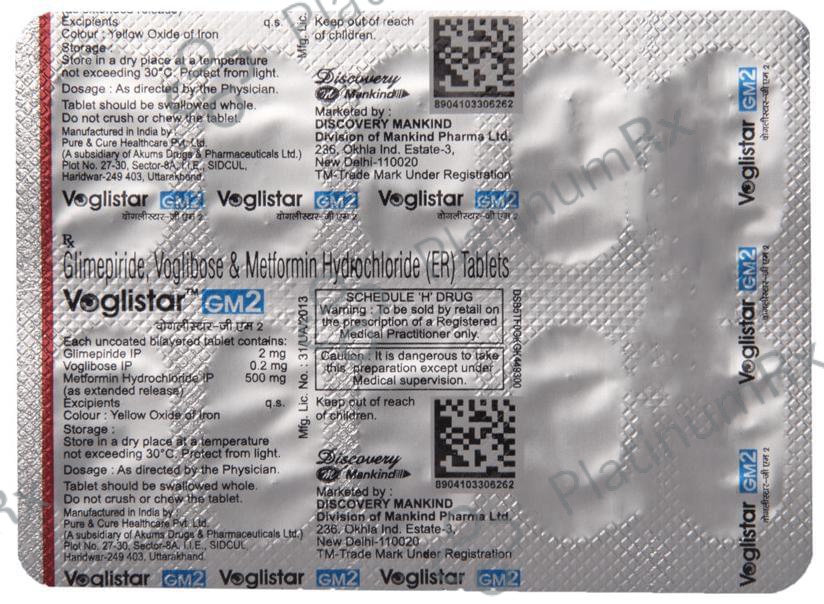 Excipients q.s.
Colour : Yellow Oxide of Iron
Storage :
Store in a dry place at a temperature
not exceeding 30°C. Protect from light.
Dosage : As directed by the Physician.
Tablet should be swallowed whole.
Do not crush or chew the tablet.
Manufactured in India by :
Pure & Cure Healthcare Pvt. Ltd.
(A subsidiary of Akums Drugs & Pharmaceuticals Ltd.)
Plot No. 27-30, Sector-8A, I.I.E., SIDCUL,
Haridwar-249 403, Uttarakhand.
Mfg. Lic.
Keep out of reach
of children.
Discovery
Mankind
8904103306262
Marketed by :
DISCOVERY MANKIND
Division of Mankind Pharma Ltd.
236, Okhla Ind. Estate-3,
New Delhi-110020
TM-Trade Mark Under Registration
Voglistar GM2 Voglistar GM2 Voglistar GM2
वोगलीस्टार-जी एम 2 वोगलीस्टार-जी एम 2 वोगलीस्टार-जी एम 2
Rx
Glimepiride, Voglibose & Metformin Hydrochloride (ER) Tablets
Voglistar™ GM2
वोगलीस्टार-जी एम 2
Each uncoated bilayered tablet contains:
Glimepiride IP 2 mg
Voglibose IP 0.2 mg
Metformin Hydrochloride IP 500 mg
(as extended release)
Excipients q.s.
Colour : Yellow Oxide of Iron
Storage :
Store in a dry place at a temperature
not exceeding 30°C. Protect from light.
Dosage : As directed by the Physician.
Tablet should be swallowed whole.
Do not crush or chew the tablet.
Manufactured in India by :
Pure & Cure Healthcare Pvt. Ltd.
(A subsidiary of Akums Drugs & Pharmaceuticals Ltd.)
Plot No. 27-30, Sector-8A, I.I.E., SIDCUL,
Haridwar-249 403, Uttarakhand.
Mfg. Lic. No. : 31/UA/2013
SCHEDULE 'H' DRUG
Warning : To be sold by retail on
the prescription of a Registered
Medical Practitioner only.
Caution : It is dangerous to take
this preparation except under
Medical supervision.
Keep out of reach
of children.
Discovery
Mankind
8904103306262
Marketed by :
DISCOVERY MANKIND
Division of Mankind Pharma Ltd.
236, Okhla Ind. Estate-3,
New Delhi-110020
TM-Trade Mark Under Registration
Voglistar GM2 Voglistar GM2 Voglistar GM2
Voglistar GM2
वोगलीस्टार-जी एम 2
Voglistar GM2
वोगलीस्टार-जी एम 2
Voglistar GM2
वोगलीस्टार-जी एम 2
PlatinumRx
PlatinumRx